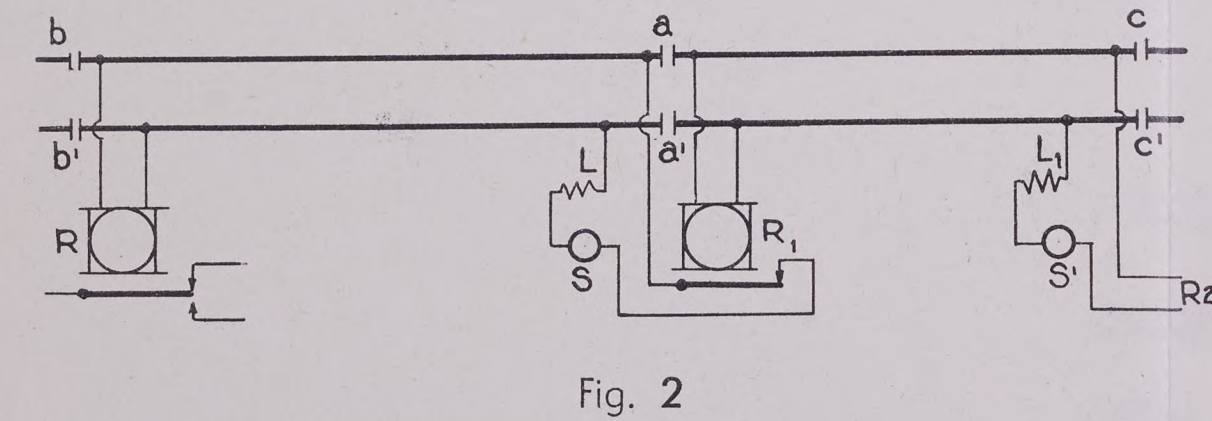 b a c
b' a' c'
L L₁
R R₁
S S' R2
Fig. 2